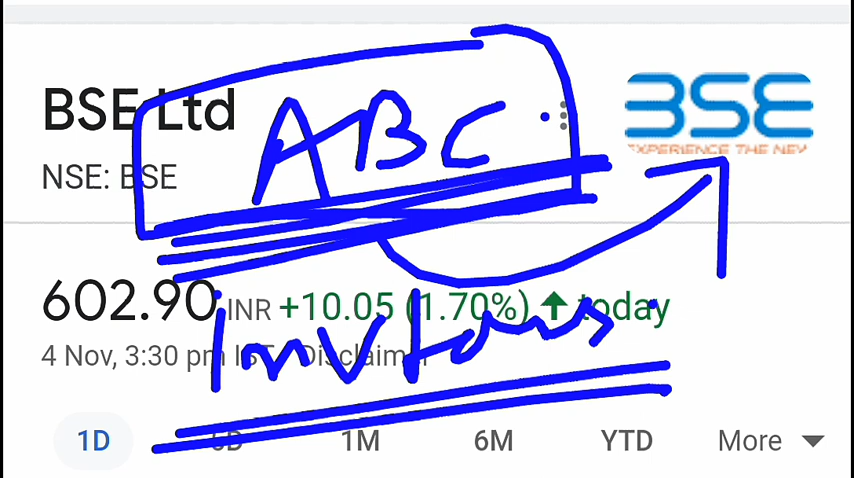 BSE Ltd
ABC
BSE
EXPERIENCE THE NEW
NSE: BSE
602.90 INR +10.05 (1.70%) ↑ today
4 Nov, 3:30 pm IST Disclaimer
1D 5D 1M 6M YTD More